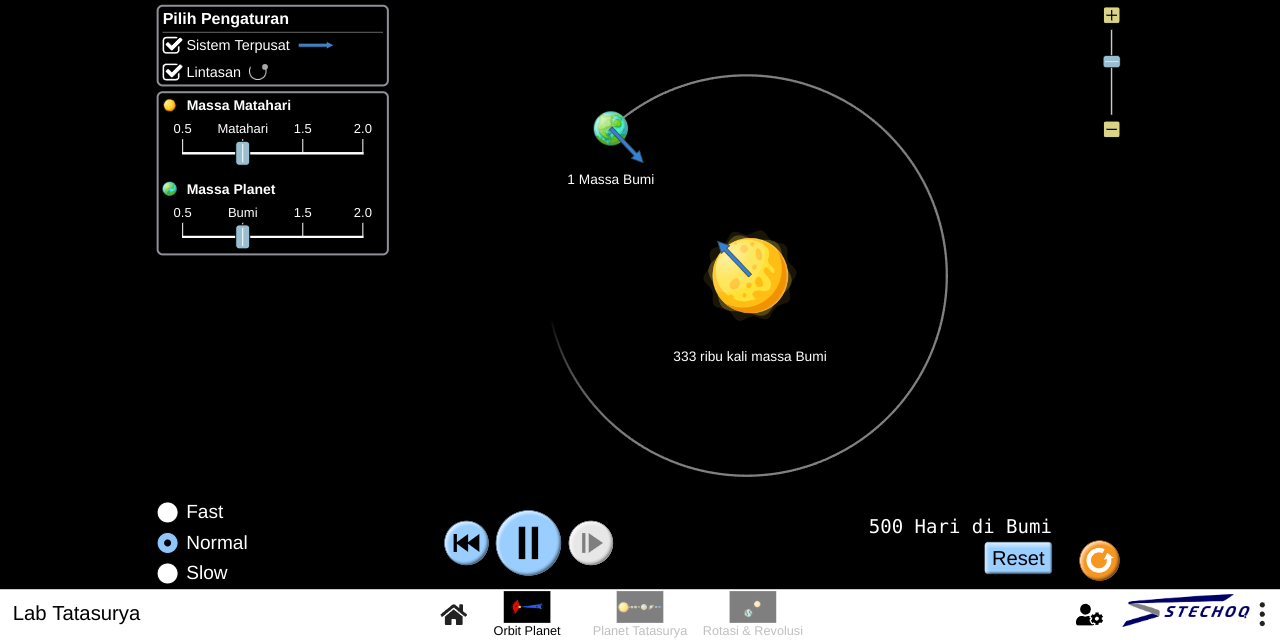 Pilih Pengaturan
Sistem Terpusat
Lintasan
Massa Matahari
0.5 Matahari 1.5 2.0
Massa Planet
0.5 Bumi 1.5 2.0
1 Massa Bumi
333 ribu kali massa Bumi
Fast
Normal
Slow
500 Hari di Bumi
Reset
Lab Tatasurya
Orbit Planet
Planet Tatasurya
Rotasi & Revolusi
STECHOQ